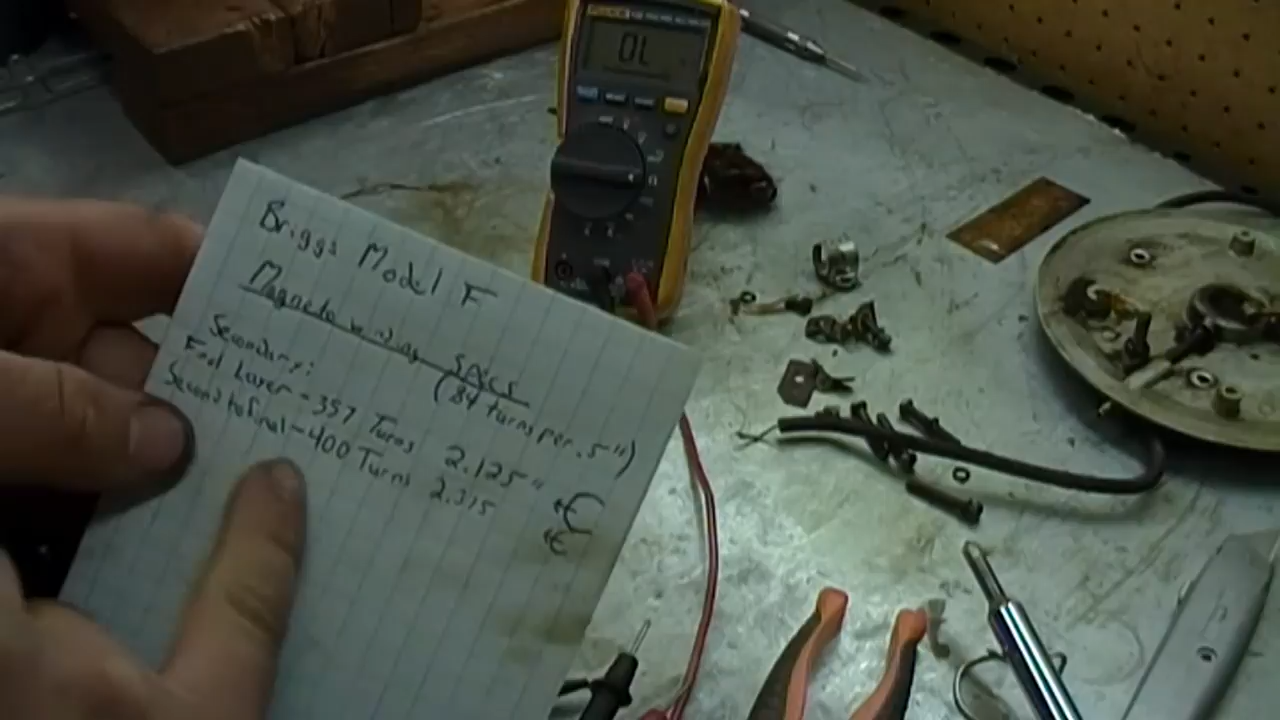 OL
Briggs Model F
Magneto winding Specs
(84 turns per .5")
Secondary:
End Layer - 357 Turns 2.125"
Second to final - 400 Turns 2.315